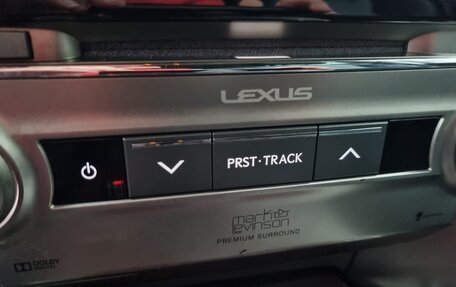 LEXUS
PRST·TRACK
mark levinson
PREMIUM SURROUND
DOLBY
DIGITAL